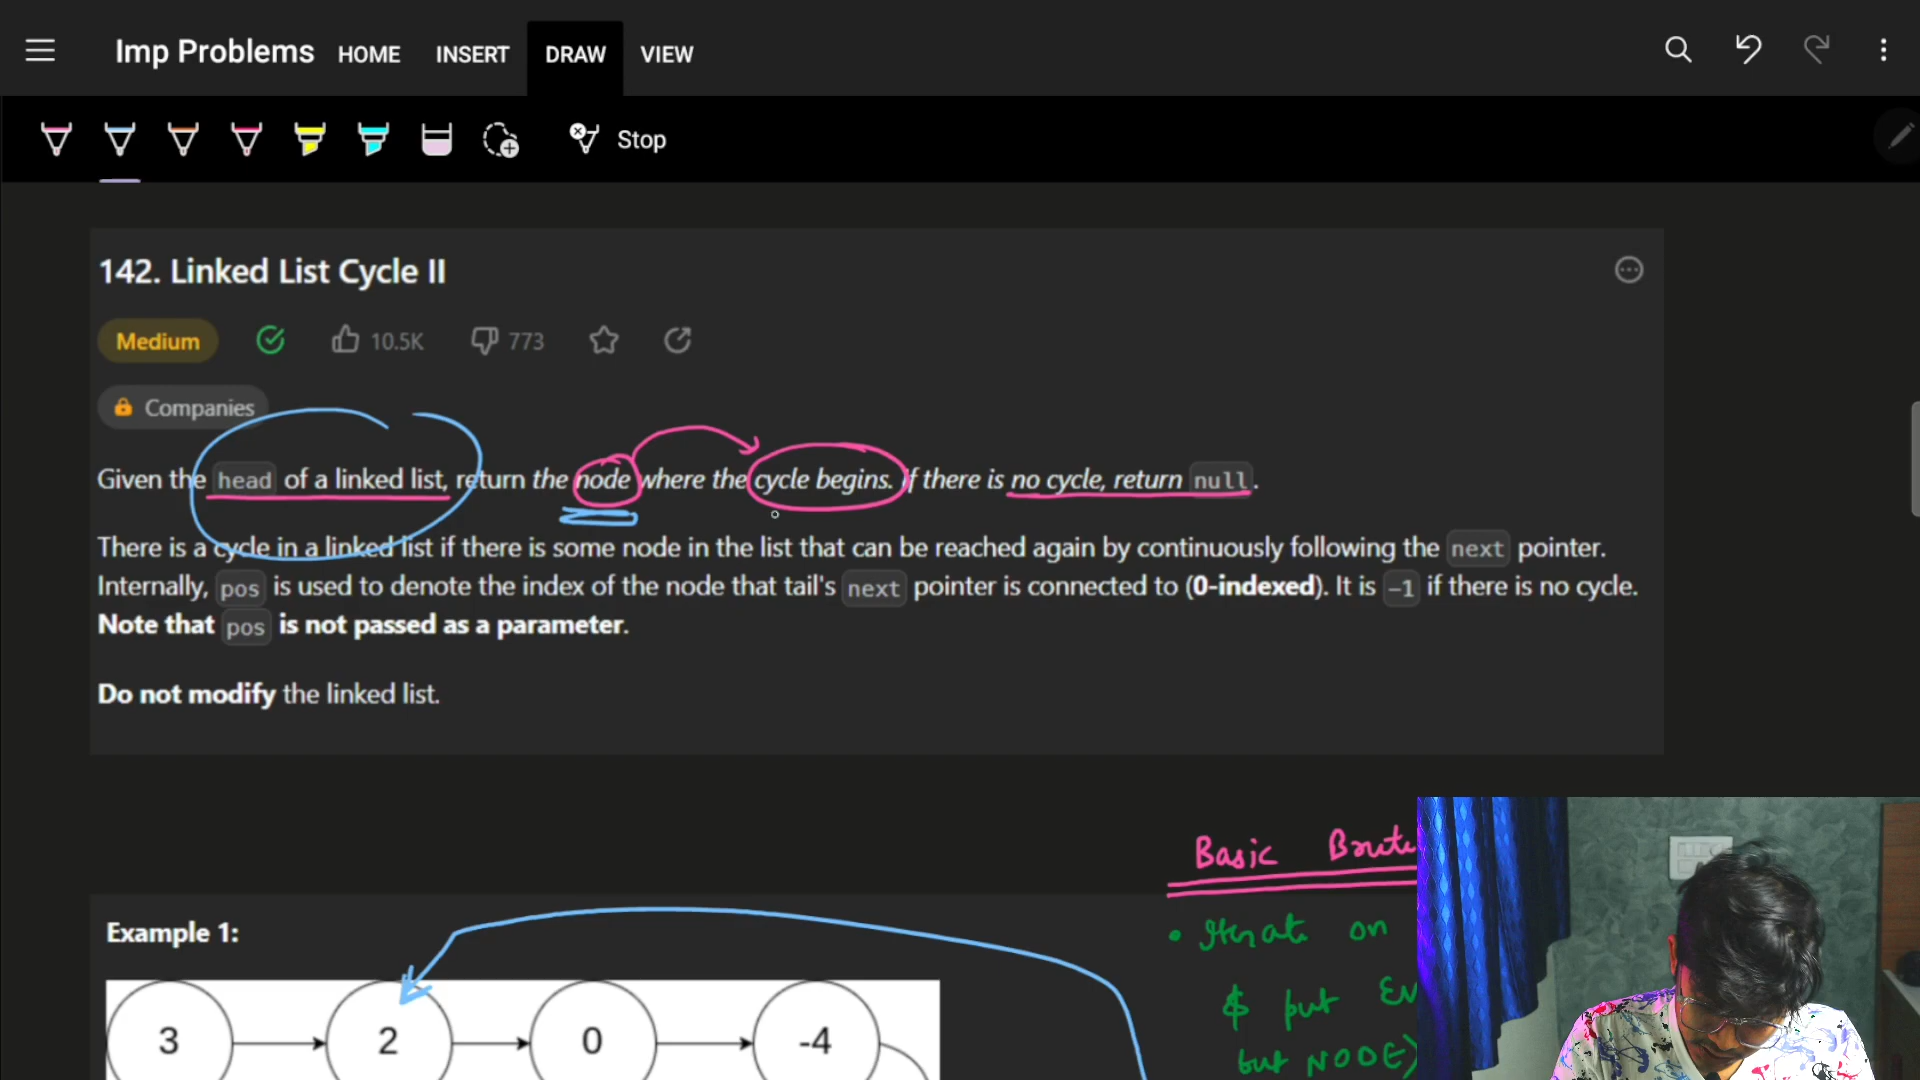 Imp Problems HOME INSERT DRAW VIEW
Stop
142. Linked List Cycle II
Medium 10.5K 773
Companies
Given the head of a linked list, return the node where the cycle begins. If there is no cycle, return null.
There is a cycle in a linked list if there is some node in the list that can be reached again by continuously following the next pointer.
Internally, pos is used to denote the index of the node that tail's next pointer is connected to (0-indexed). It is -1 if there is no cycle.
Note that pos is not passed as a parameter.
Do not modify the linked list.
Basic Brute
• Iterate on
Example 1:
$ put Ev
3 2 0 -4
but NODE)